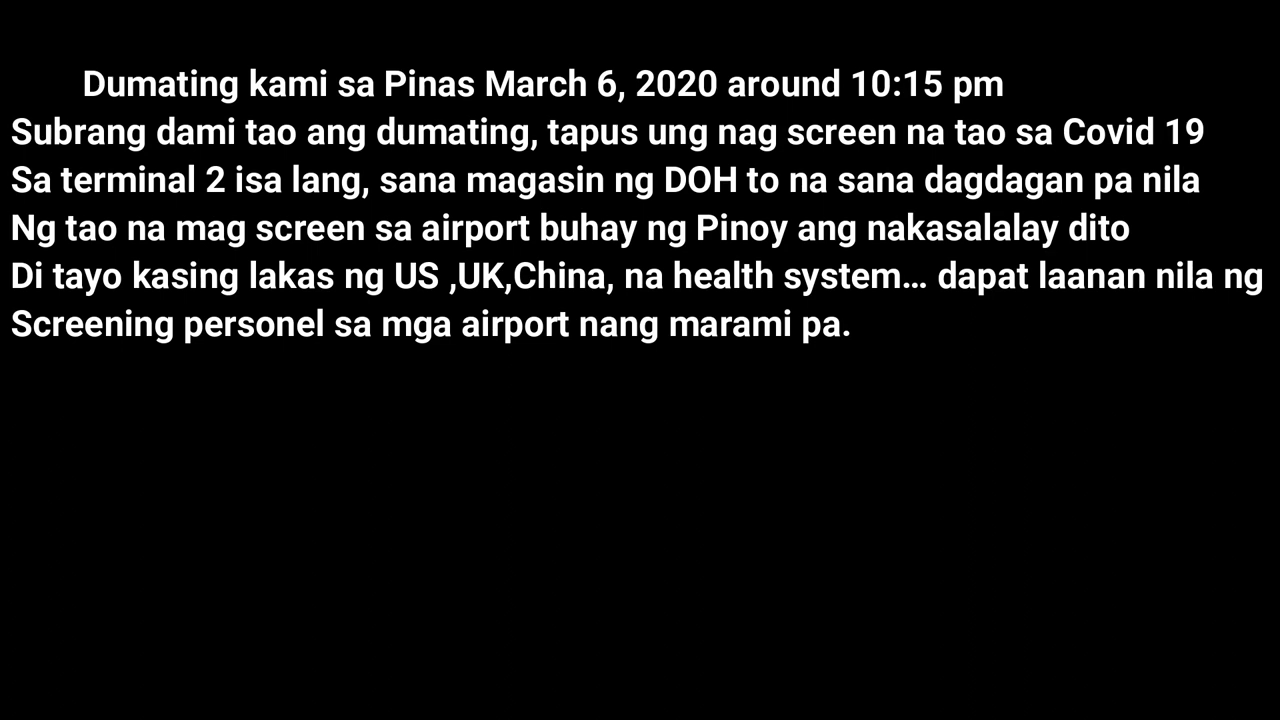 Dumating kami sa Pinas March 6, 2020 around 10:15 pm
Subrang dami tao ang dumating, tapus ung nag screen na tao sa Covid 19
Sa terminal 2 isa lang, sana magasin ng DOH to na sana dagdagan pa nila
Ng tao na mag screen sa airport buhay ng Pinoy ang nakasalalay dito
Di tayo kasing lakas ng US ,UK,China, na health system... dapat laanan nila ng
Screening personel sa mga airport nang marami pa.